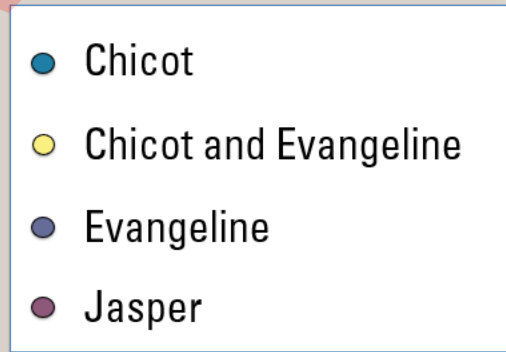 Chicot
Chicot and Evangeline
Evangeline
Jasper